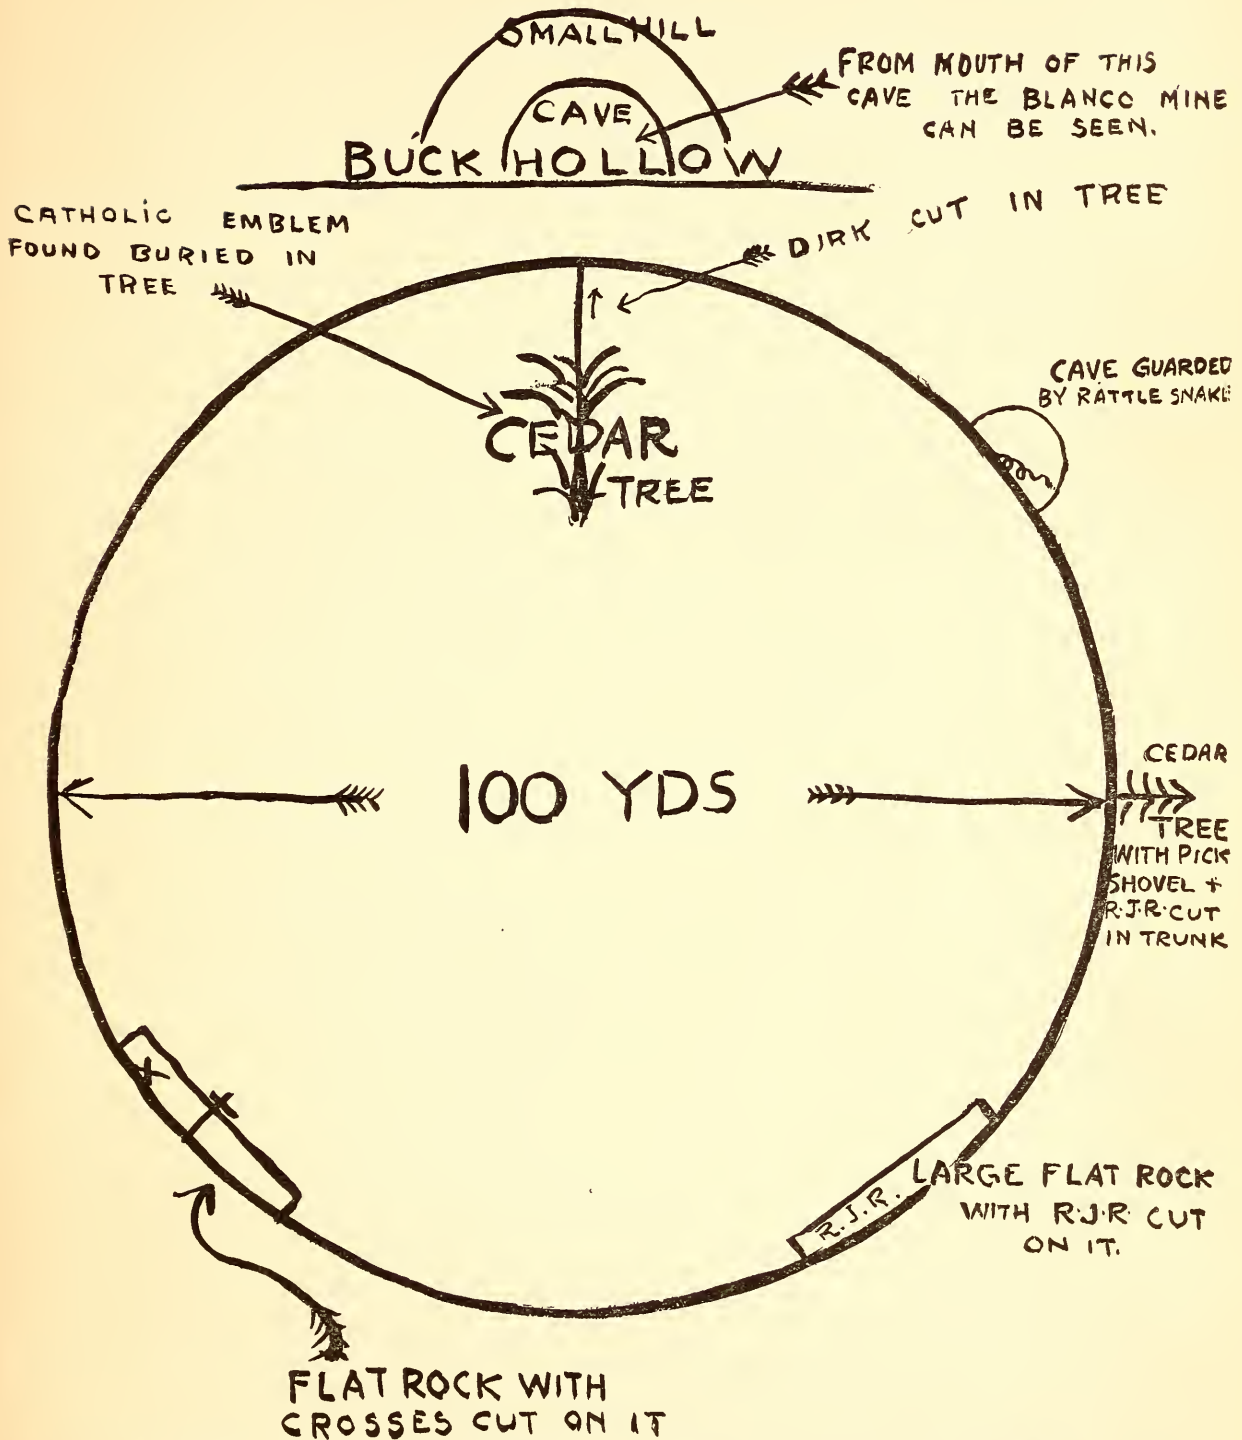 SMALL HILL
FROM MOUTH OF THIS
CAVE THE BLANCO MINE
CAN BE SEEN.
CAVE
BUCK HOLLOW
CATHOLIC EMBLEM
FOUND BURIED IN
TREE
DIRK CUT IN TREE
CAVE GUARDED
BY RATTLE SNAKE
CEDAR
TREE
100 YDS
CEDAR
TREE
WITH PICK
SHOVEL +
R.J.R. CUT
IN TRUNK
R.J.R.
LARGE FLAT ROCK
WITH R.J.R. CUT
ON IT.
FLAT ROCK WITH
CROSSES CUT ON IT